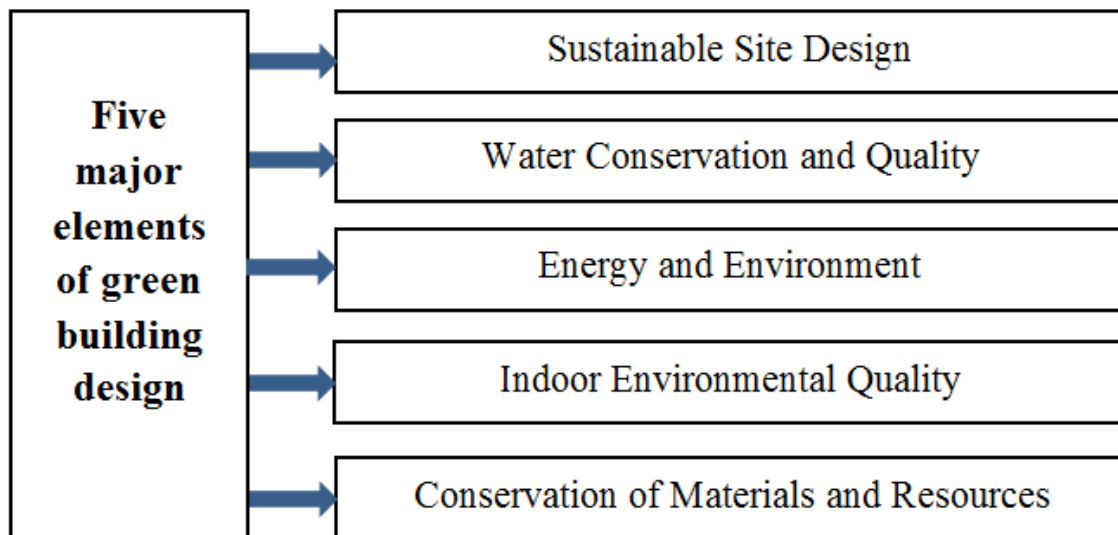 Five
major
elements
of green
building
design
Sustainable Site Design
Water Conservation and Quality
Energy and Environment
Indoor Environmental Quality
Conservation of Materials and Resources